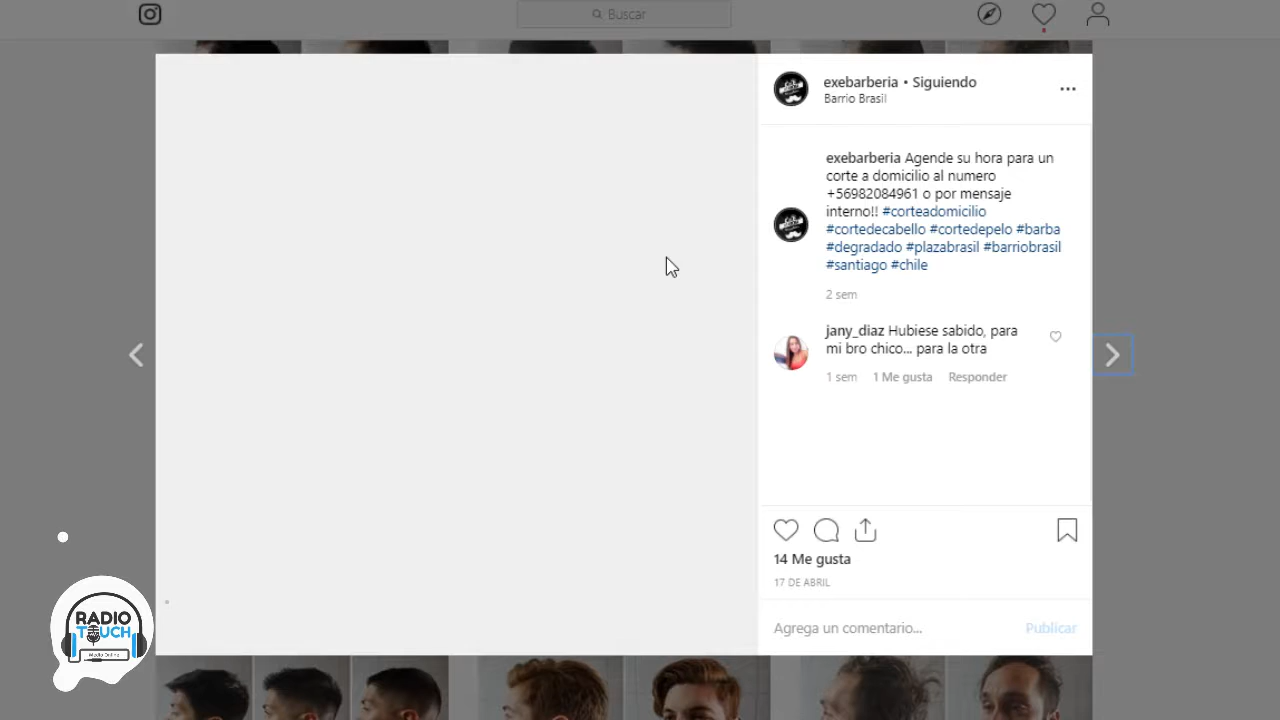 Buscar
exebarberia • Siguiendo
Barrio Brasil
exebarberia Agende su hora para un
corte a domicilio al numero
+56982084961 o por mensaje
interno!! #corteadomicilio
#cortedecabello #cortedepelo #barba
#degradado #plazabrasil #barriobrasil
#santiago #chile
2 sem
jany_diaz Hubiese sabido, para
mi bro chico... para la otra
1 sem 1 Me gusta Responder
14 Me gusta
17 DE ABRIL
Agrega un comentario... Publicar
RADIO
TOUCH
Medio Online